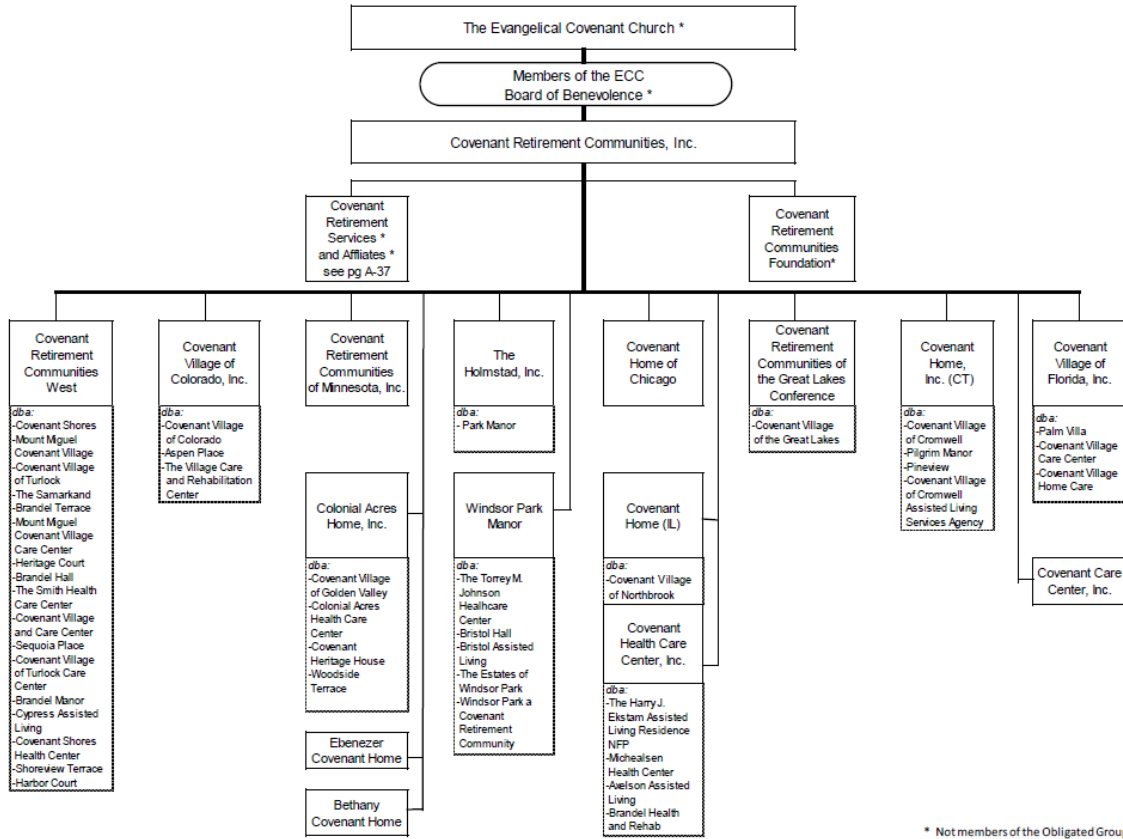 The Evangelical Covenant Church *
Members of the ECC
Board of Benevolence *
Covenant Retirement Communities, Inc.
Covenant
Retirement
Services *
and Affliates *
see pg A-37
Covenant
Retirement
Communities
Foundation*
Covenant
Retirement
Communities
West
dba:
-Covenant Shores
-Mount Miguel
Covenant Village
-Covenant Village
of Turlock
-The Samarkand
-Brandel Terrace
-Mount Miguel
Covenant Village
Care Center
-Heritage Court
-Brandel Hall
-The Smith Health
Care Center
-Covenant Village
and Care Center
-Sequoia Place
-Covenant Village
of Turlock Care
Center
-Brandel Manor
-Cypress Assisted
Living
-Covenant Shores
Health Center
-Shoreview Terrace
-Harbor Court
Covenant
Village of
Colorado, Inc.
dba:
-Covenant Village
of Colorado
-Aspen Place
-The Village Care
and Rehabilitation
Center
Covenant
Retirement
Communities
of Minnesota, Inc.
Colonial Acres
Home, Inc.
dba:
-Covenant Village
of Golden Valley
-Colonial Acres
Health Care
Center
-Covenant
Heritage House
-Woodside
Terrace
Ebenezer
Covenant Home
Bethany
Covenant Home
The
Holmstad, Inc.
dba:
- Park Manor
Windsor Park
Manor
dba:
-The Torrey M.
Johnson
Healhcare
Center
-Bristol Hall
-Bristol Assisted
Living
-The Estates of
Windsor Park
-Windsor Park a
Covenant
Retirement
Community
Covenant
Home of
Chicago
Covenant
Home (IL)
dba:
-Covenant Village
of Northbrook
Covenant
Health Care
Center, Inc.
dba:
-The Harry J.
Ekstam Assisted
Living Residence
NFP
-Michealsen
Health Center
-Axelson Assisted
Living
-Brandel Health
and Rehab
Covenant
Retirement
Communities of
the Great Lakes
Conference
dba:
-Covenant Village
of the Great Lakes
Covenant
Home,
Inc. (CT)
dba:
-Covenant Village
of Cromwell
-Pilgrim Manor
-Pineview
-Covenant Village
of Cromwell
Assisted Living
Services Agency
Covenant
Village of
Florida, Inc.
dba:
-Palm Villa
-Covenant Village
Care Center
-Covenant Village
Home Care
Covenant Care
Center, Inc.
* Not members of the Obligated Group